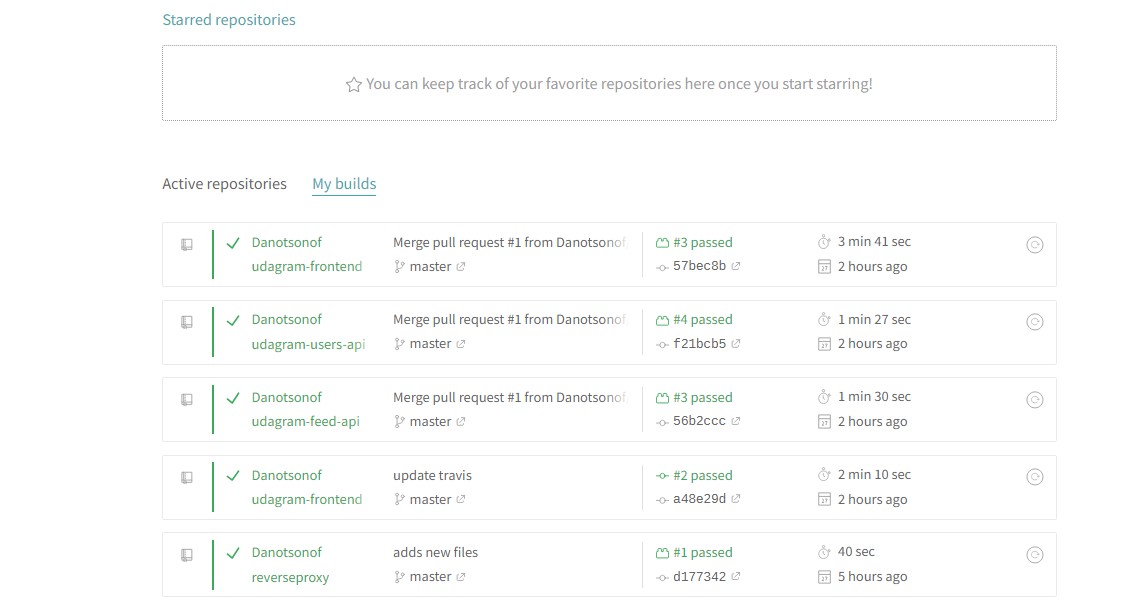 Starred repositories
You can keep track of your favorite repositories here once you start starring!
Active repositories My builds
Danotsonof Merge pull request #1 from Danotsonof #3 passed 3 min 41 sec
udagram-frontend master 57bec8b 2 hours ago
Danotsonof Merge pull request #1 from Danotsonof #4 passed 1 min 27 sec
udagram-users-api master f21bcb5 2 hours ago
Danotsonof Merge pull request #1 from Danotsonof #3 passed 1 min 30 sec
udagram-feed-api master 56b2ccc 2 hours ago
Danotsonof update travis #2 passed 2 min 10 sec
udagram-frontend master a48e29d 2 hours ago
Danotsonof adds new files #1 passed 40 sec
reverseproxy master d177342 5 hours ago